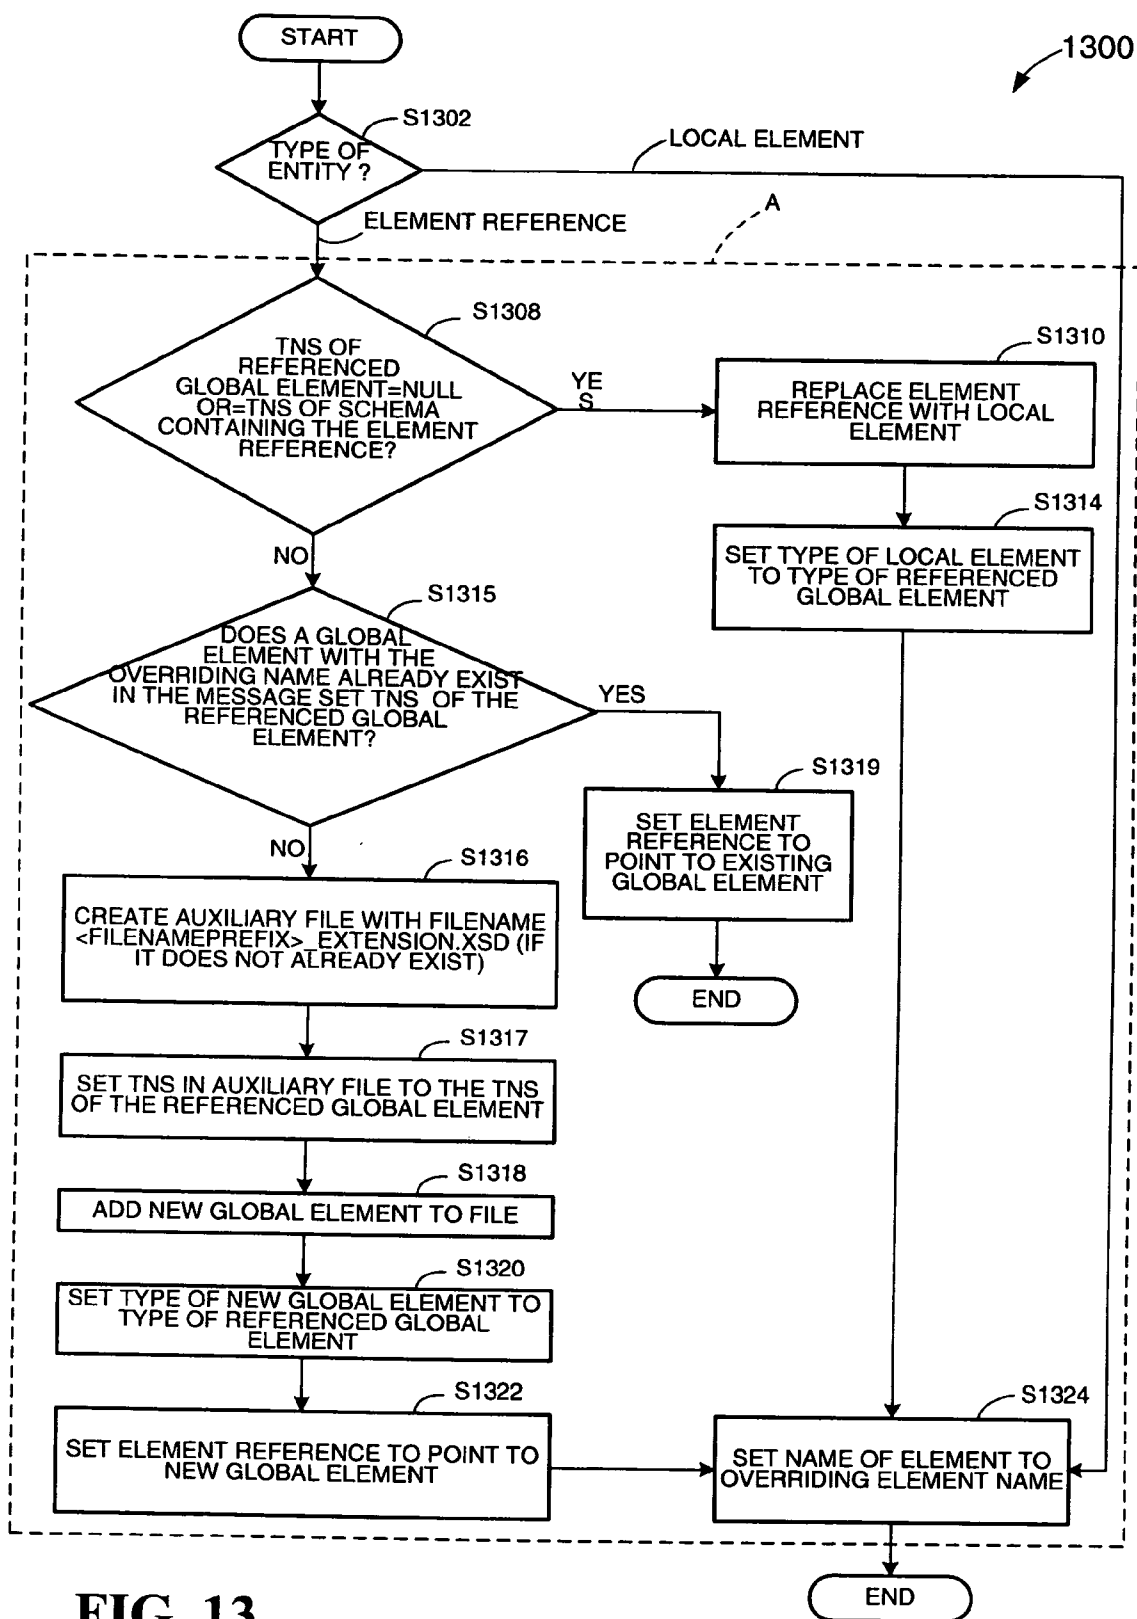 START
1300
S1302
TYPE OF
ENTITY ?
LOCAL ELEMENT
ELEMENT REFERENCE
A
S1308
TNS OF
REFERENCED
GLOBAL ELEMENT=NULL
OR=TNS OF SCHEMA
CONTAINING THE ELEMENT
REFERENCE?
YE
S
S1310
REPLACE ELEMENT
REFERENCE WITH LOCAL
ELEMENT
S1314
SET TYPE OF LOCAL ELEMENT
TO TYPE OF REFERENCED
GLOBAL ELEMENT
NO
S1315
DOES A GLOBAL
ELEMENT WITH THE
OVERRIDING NAME ALREADY EXIST
IN THE MESSAGE SET TNS OF THE
REFERENCED GLOBAL
ELEMENT?
YES
S1319
SET ELEMENT
REFERENCE TO
POINT TO EXISTING
GLOBAL ELEMENT
END
NO
S1316
CREATE AUXILIARY FILE WITH FILENAME
<FILENAMEPREFIX>_EXTENSION.XSD (IF
IT DOES NOT ALREADY EXIST)
S1317
SET TNS IN AUXILIARY FILE TO THE TNS
OF THE REFERENCED GLOBAL ELEMENT
S1318
ADD NEW GLOBAL ELEMENT TO FILE
S1320
SET TYPE OF NEW GLOBAL ELEMENT TO
TYPE OF REFERENCED GLOBAL
ELEMENT
S1322
SET ELEMENT REFERENCE TO POINT TO
NEW GLOBAL ELEMENT
S1324
SET NAME OF ELEMENT TO
OVERRIDING ELEMENT NAME
END
FIG. 13